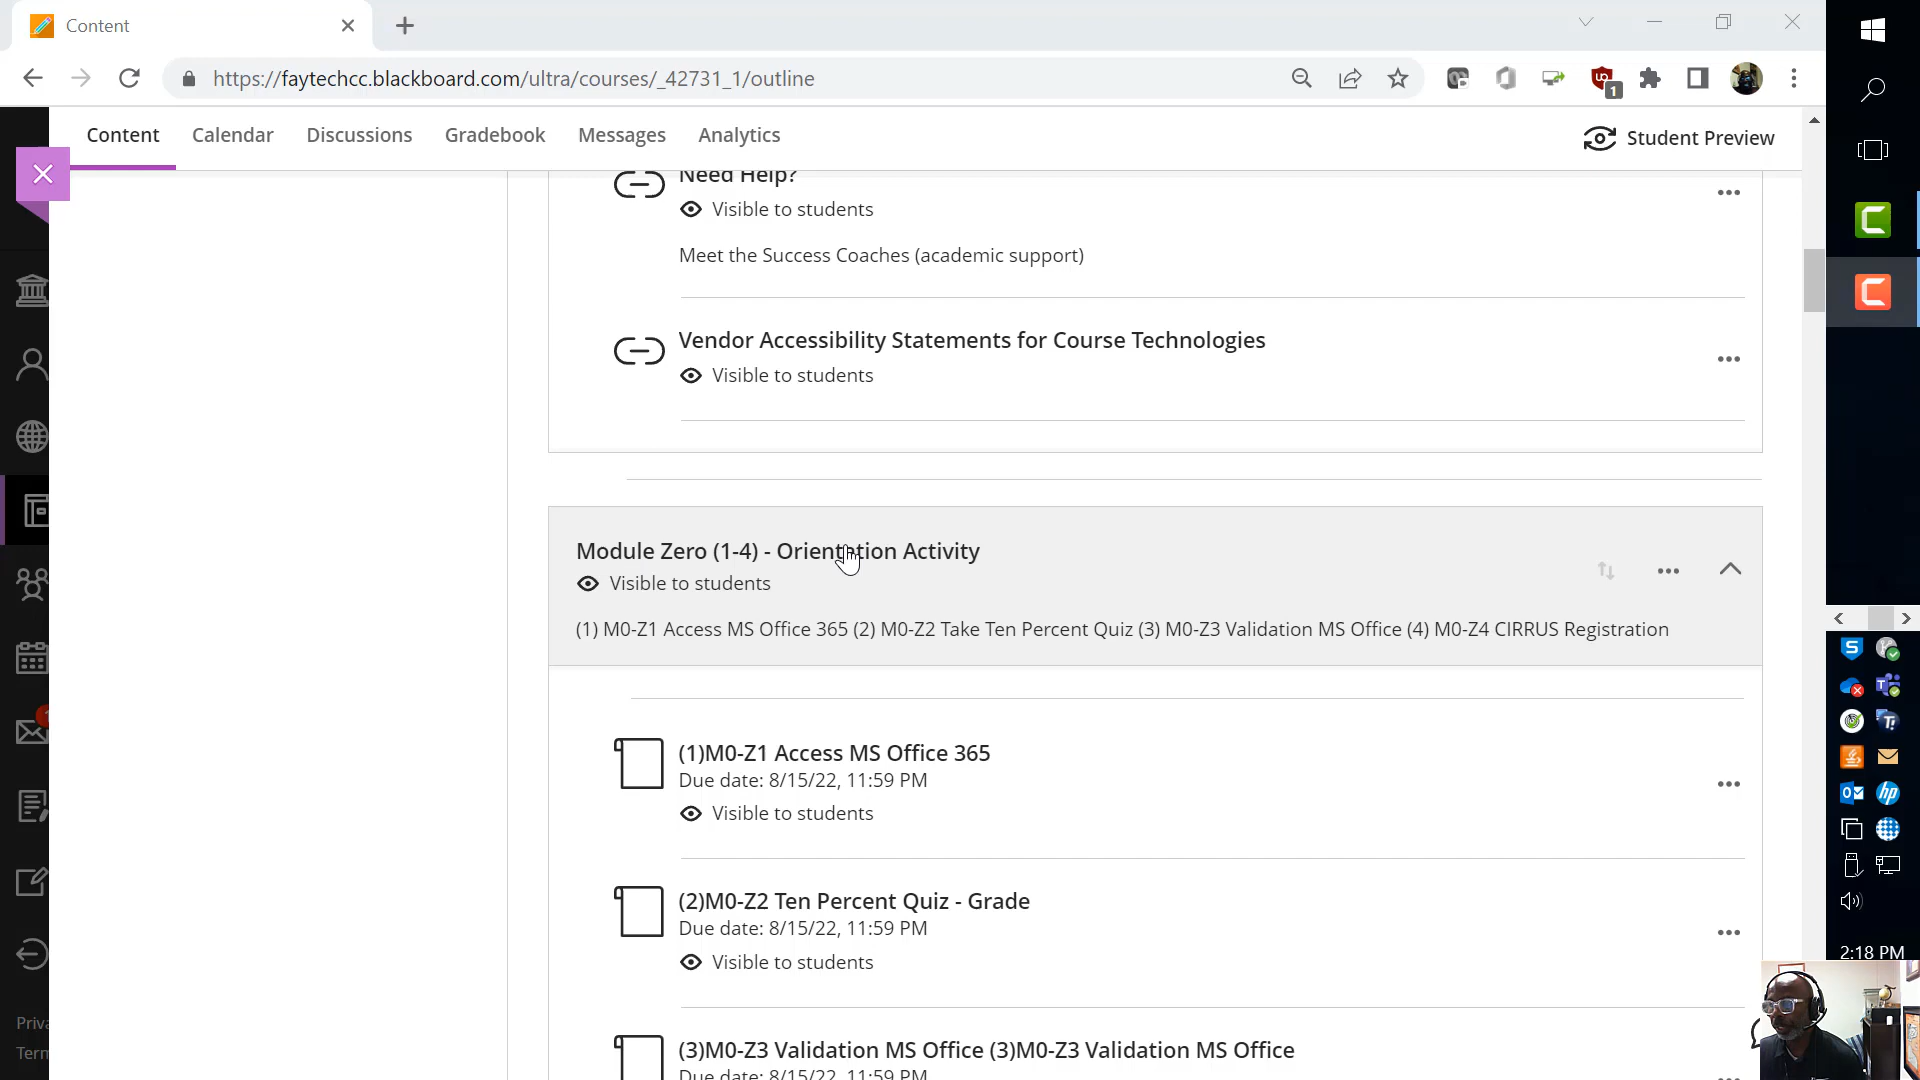 Content
https://faytechcc.blackboard.com/ultra/courses/_42731_1/outline
1
Content Calendar Discussions Gradebook Messages Analytics Student Preview
Need Help?
Visible to students
Meet the Success Coaches (academic support)
Vendor Accessibility Statements for Course Technologies
Visible to students
Module Zero (1-4) - Orientation Activity
Visible to students
(1) M0-Z1 Access MS Office 365 (2) M0-Z2 Take Ten Percent Quiz (3) M0-Z3 Validation MS Office (4) M0-Z4 CIRRUS Registration
(1)M0-Z1 Access MS Office 365
Due date: 8/15/22, 11:59 PM
Visible to students
(2)M0-Z2 Ten Percent Quiz - Grade
Due date: 8/15/22, 11:59 PM
Visible to students
(3)M0-Z3 Validation MS Office (3)M0-Z3 Validation MS Office
Due date: 8/15/22, 11:59 PM
Priva
Term
2:18 PM